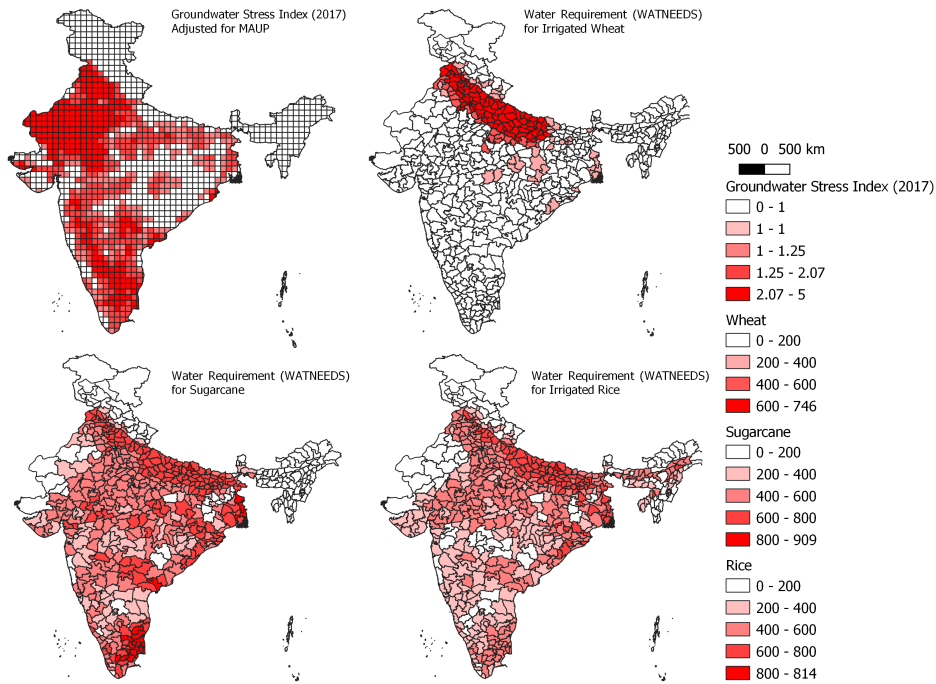 Groundwater Stress Index (2017)
Adjusted for MAUP
Water Requirement (WATNEEDS)
for Irrigated Wheat
Water Requirement (WATNEEDS)
for Sugarcane
Water Requirement (WATNEEDS)
for Irrigated Rice
500 0 500 km
Groundwater Stress Index (2017)
0 - 1
1 - 1
1 - 1.25
1.25 - 2.07
2.07 - 5
Wheat
0 - 200
200 - 400
400 - 600
600 - 746
Sugarcane
0 - 200
200 - 400
400 - 600
600 - 800
800 - 909
Rice
0 - 200
200 - 400
400 - 600
600 - 800
800 - 814